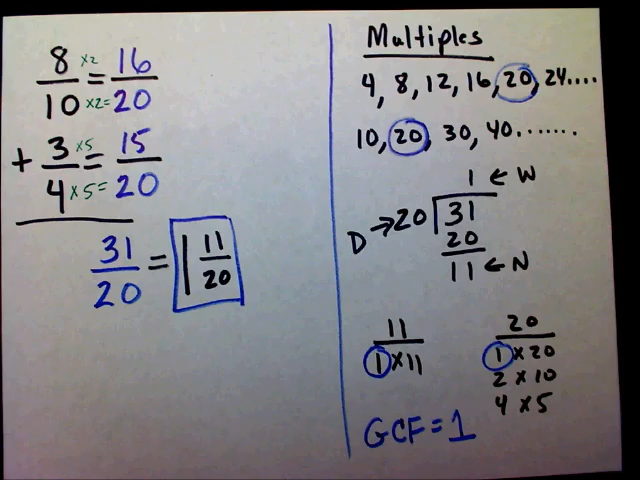 8 ×2 = 16
10 ×2= 20
+ 3 ×5 = 15
4 ×5= 20
31 = 1 11
20 20
Multiples
4, 8, 12, 16, 20, 24....
10, 20, 30, 40.......
1 ← W
D → 20 31
20
11 ← N
11
1 × 11
20
1 × 20
2 × 10
4 × 5
GCF = 1